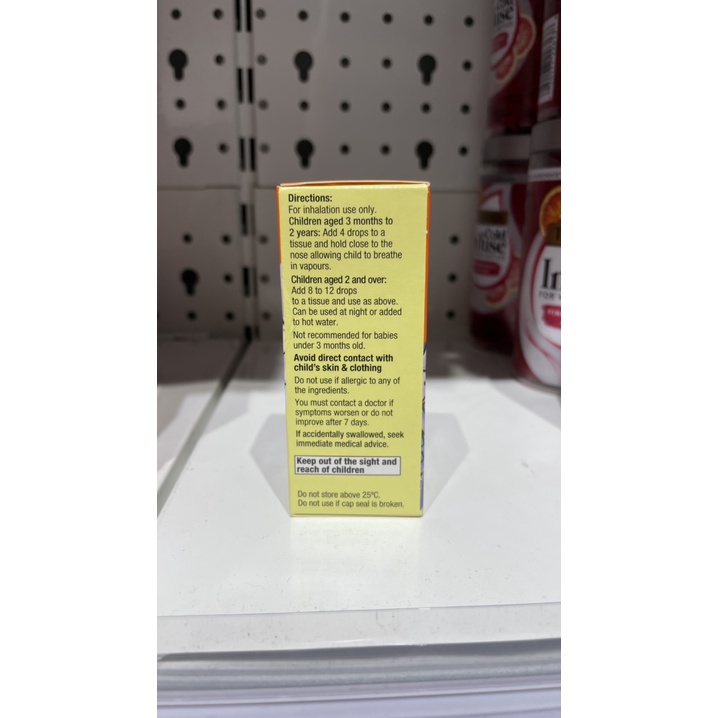 Directions:
For inhalation use only.
Children aged 3 months to
2 years: Add 4 drops to a
tissue and hold close to the
nose allowing child to breathe
in vapours.
Children aged 2 and over:
Add 8 to 12 drops
to a tissue and use as above.
Can be used at night or added
to hot water.
Not recommended for babies
under 3 months old.
Avoid direct contact with
child's skin & clothing
Do not use if allergic to any of
the ingredients.
You must contact a doctor if
symptoms worsen or do not
improve after 7 days.
If accidentally swallowed, seek
immediate medical advice.
Keep out of the sight and
reach of children
Do not store above 25ºC.
Do not use if cap seal is broken.